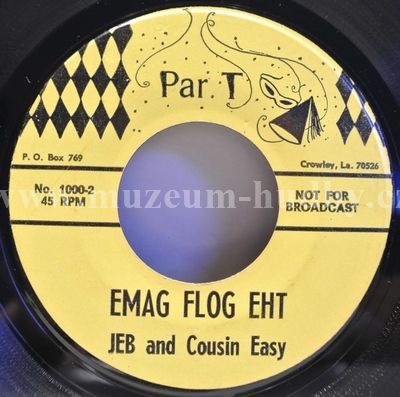 Par. T
P. O. Box 769
Crowley, La. 70526
No. 1000-2
45 RPM
NOT FOR
BROADCAST
EMAG FLOG EHT
JEB and Cousin Easy